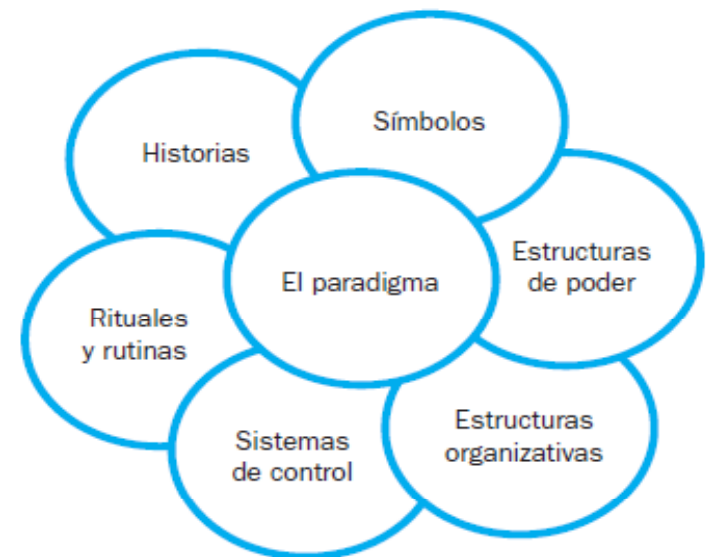 Símbolos
Historias
Estructuras
de poder
El paradigma
Rituales
y rutinas
Estructuras
organizativas
Sistemas
de control